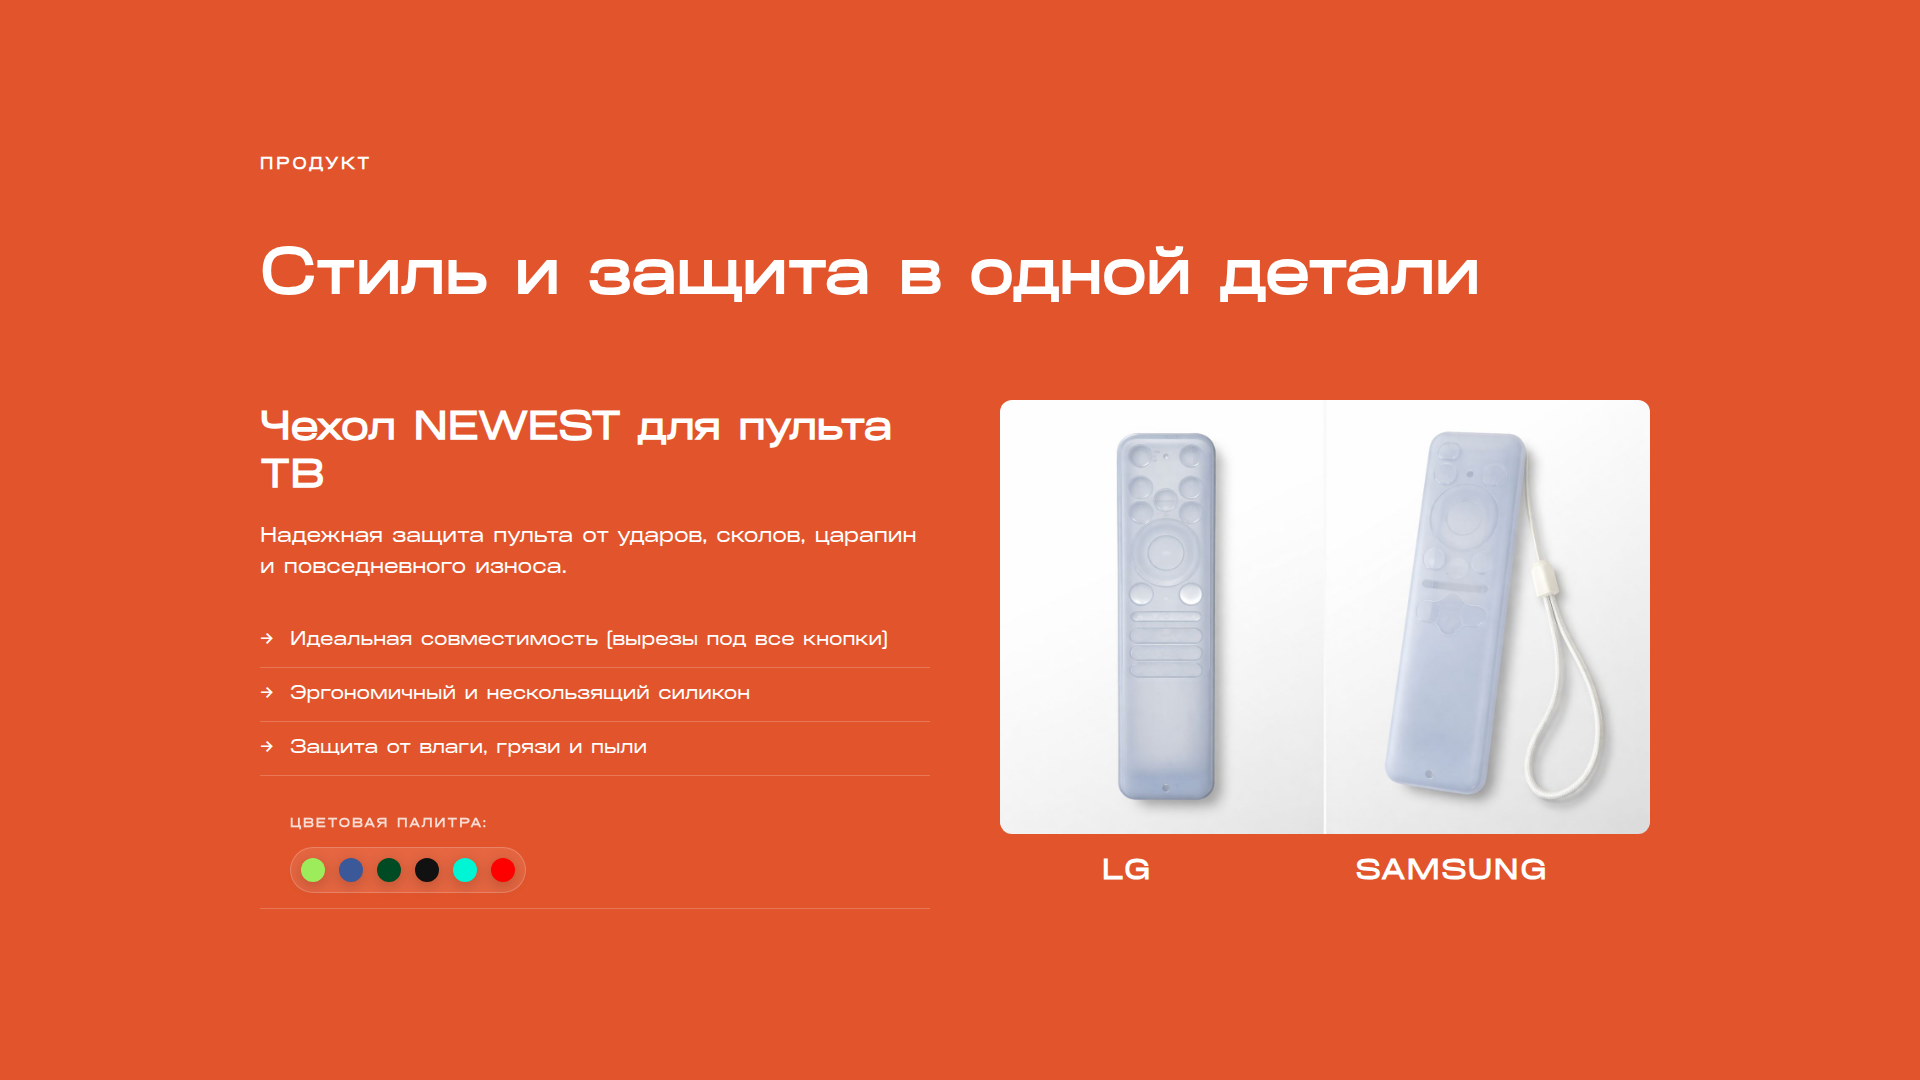 ПРОДУКТ
Стиль и защита в одной детали
Чехол NEWEST для пульта
ТВ
Надежная защита пульта от ударов, сколов, царапин
и повседневного износа.
→ Идеальная совместимость (вырезы под все кнопки)
→ Эргономичный и нескользящий силикон
→ Защита от влаги, грязи и пыли
ЦВЕТОВАЯ ПАЛИТРА:
LG
SAMSUNG